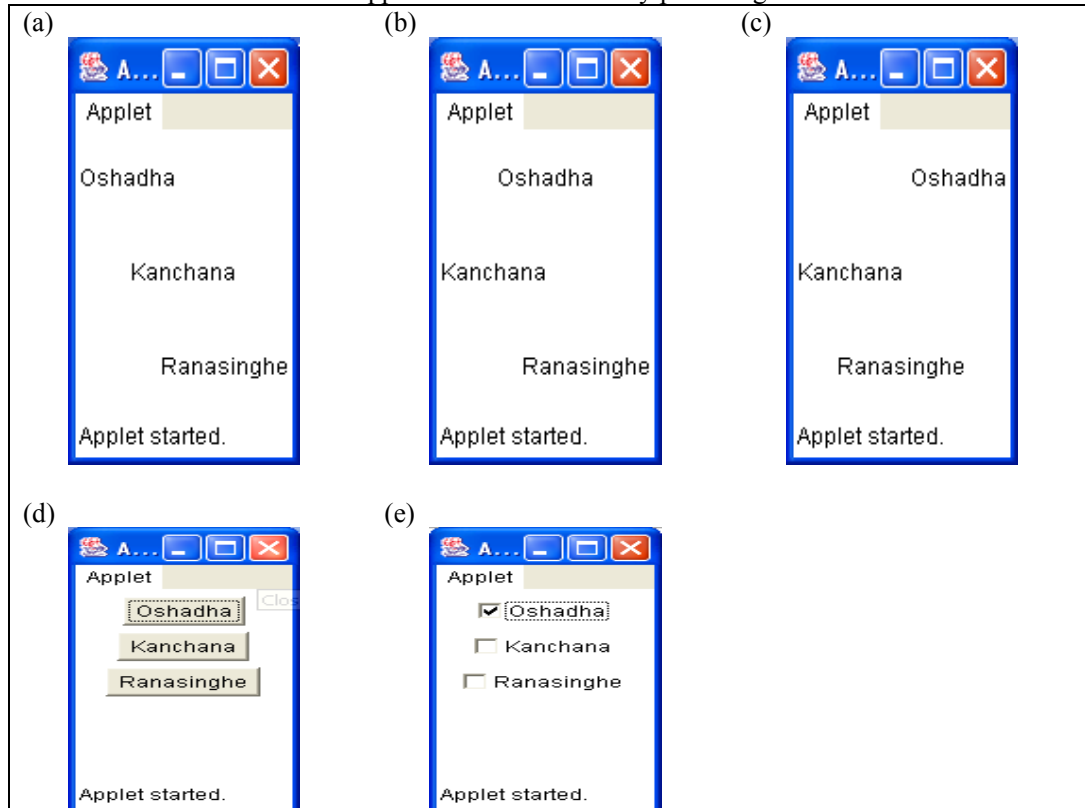 (a) (b) (c)
A... A... A...
Applet Applet Applet
Oshadha Oshadha Oshadha
Kanchana Kanchana Kanchana
Ranasinghe Ranasinghe Ranasinghe
Applet started. Applet started. Applet started.
(d) (e)
A... A...
Applet Applet
Clos
Oshadha Oshadha
Kanchana Kanchana
Ranasinghe Ranasinghe
Applet started. Applet started.